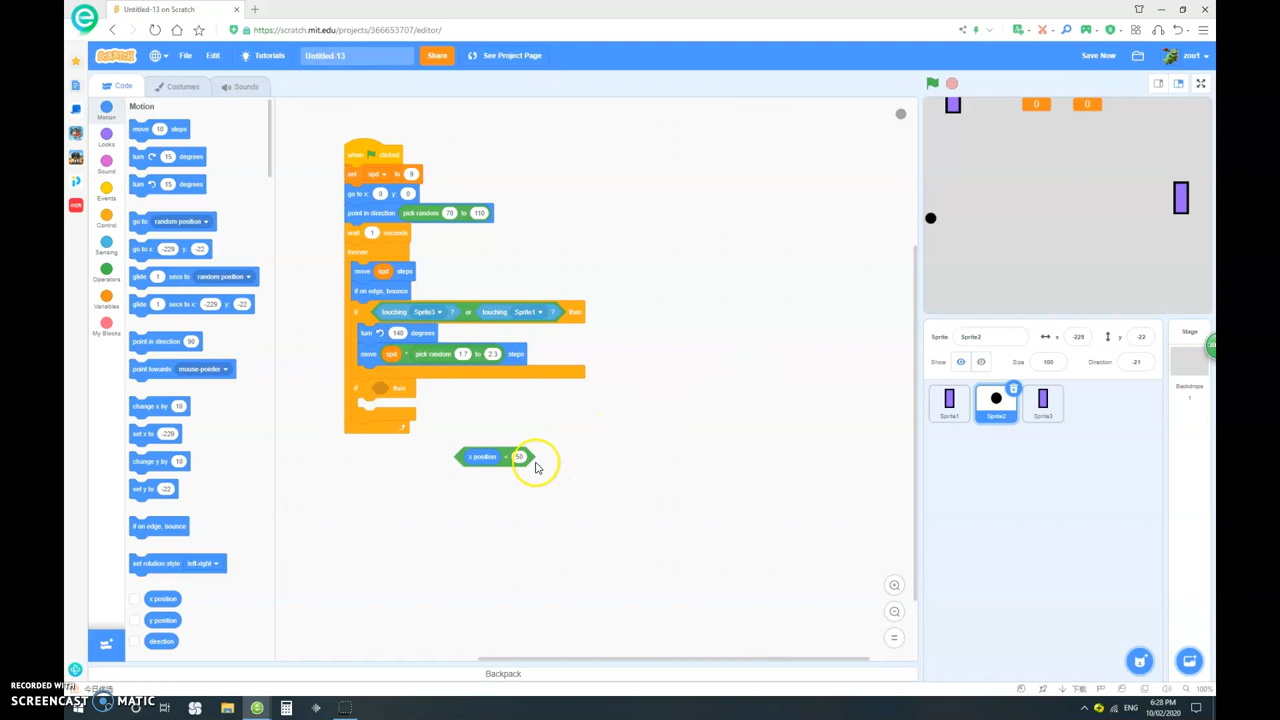 Untitled-13 on Scratch
https://scratch.mit.edu/projects/366653707/editor/
SCRATCH File Edit Tutorials Untitled-13 Share See Project Page Save Now zou1
Code Costumes Sounds
Motion
Looks
Sound
Events
Control
Sensing
Operators
Variables
My Blocks
Motion
move 10 steps
turn 15 degrees
turn 15 degrees
go to random position
go to x: -229 y: -22
glide 1 secs to random position
glide 1 secs to x: -229 y: -22
point in direction 90
point towards mouse-pointer
change x by 10
set x to -229
change y by 10
set y to -22
if on edge, bounce
set rotation style left-right
x position
y position
direction
when clicked
set spd to 9
go to x: 0 y: 0
point in direction pick random 70 to 110
wait 1 seconds
forever
move spd steps
if on edge, bounce
if touching Sprite3 ? or touching Sprite1 ? then
turn 140 degrees
move spd * pick random 1.7 to 2.3 steps
if then
x position < 50
0 0
Sprite Sprite2 x -229 y -22
Show Size 100 Direction -21
Sprite1 Sprite2 Sprite3
Stage
Backdrops
1
Backpack
下载 100%
RECORDED WITH
SCREENCAST MATIC
6:28 PM
10/02/2020